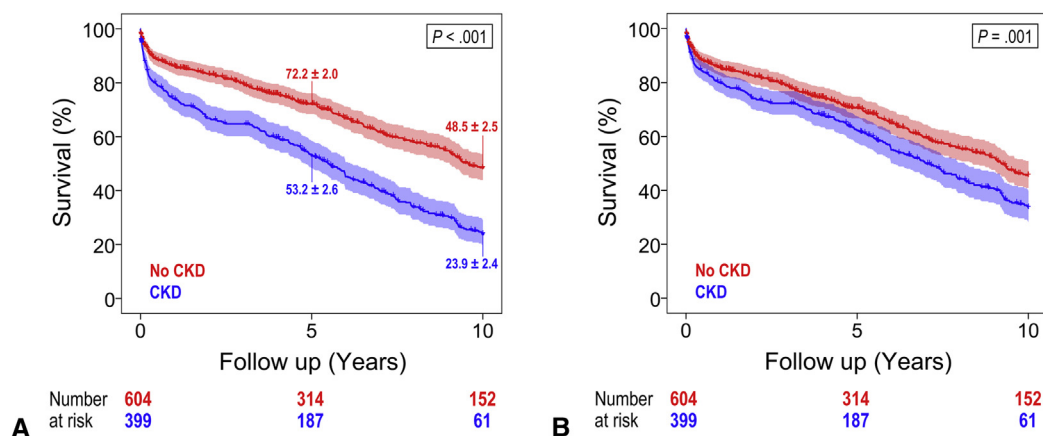 100
80
60
40
20
0
Survival (%)
P < .001
72.2 ± 2.0
48.5 ± 2.5
53.2 ± 2.6
23.9 ± 2.4
No CKD
CKD
0 5 10
Follow up (Years)
Number 604 314 152
at risk 399 187 61
A
100
80
60
40
20
0
Survival (%)
P = .001
No CKD
CKD
0 5 10
Follow up (Years)
Number 604 314 152
at risk 399 187 61
B